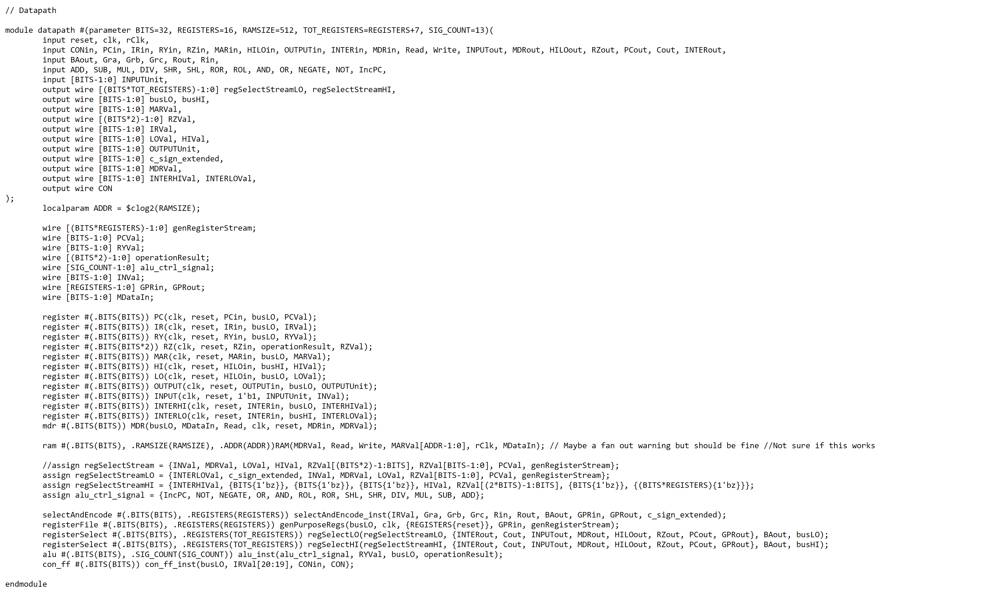 // Datapath
module datapath #(parameter BITS=32, REGISTERS=16, RAMSIZE=512, TOT_REGISTERS=REGISTERS+7, SIG_COUNT=13)(
input reset, clk, rClk,
input CONin, PCin, IRin, RYin, RZin, MARin, HILOin, OUTPUTin, INTERin, MDRin, Read, Write, INPUTout, MDRout, HILOout, RZout, PCout, Cout, INTERout,
input BAout, Gra, Grb, Grc, Rout, Rin,
input ADD, SUB, MUL, DIV, SHR, SHL, ROR, ROL, AND, OR, NEGATE, NOT, IncPC,
input [BITS-1:0] INPUTUnit,
output wire [(BITS*TOT_REGISTERS)-1:0] regSelectStreamLO, regSelectStreamHI,
output wire [BITS-1:0] busLO, busHI,
output wire [BITS-1:0] MARVal,
output wire [(BITS*2)-1:0] RZVal,
output wire [BITS-1:0] IRVal,
output wire [BITS-1:0] LOVal, HIVal,
output wire [BITS-1:0] OUTPUTUnit,
output wire [BITS-1:0] c_sign_extended,
output wire [BITS-1:0] MDRVal,
output wire [BITS-1:0] INTERHIVal, INTERLOVal,
output wire CON
);
localparam ADDR = $clog2(RAMSIZE);
wire [(BITS*REGISTERS)-1:0] genRegisterStream;
wire [BITS-1:0] PCVal;
wire [BITS-1:0] RYVal;
wire [(BITS*2)-1:0] operationResult;
wire [SIG_COUNT-1:0] alu_ctrl_signal;
wire [BITS-1:0] INVal;
wire [REGISTERS-1:0] GPRin, GPRout;
wire [BITS-1:0] MDataIn;
register #(.BITS(BITS)) PC(clk, reset, PCin, busLO, PCVal);
register #(.BITS(BITS)) IR(clk, reset, IRin, busLO, IRVal);
register #(.BITS(BITS)) RY(clk, reset, RYin, busLO, RYVal);
register #(.BITS(BITS*2)) RZ(clk, reset, RZin, operationResult, RZVal);
register #(.BITS(BITS)) MAR(clk, reset, MARin, busLO, MARVal);
register #(.BITS(BITS)) HI(clk, reset, HILOin, busHI, HIVal);
register #(.BITS(BITS)) LO(clk, reset, HILOin, busLO, LOVal);
register #(.BITS(BITS)) OUTPUT(clk, reset, OUTPUTin, busLO, OUTPUTUnit);
register #(.BITS(BITS)) INPUT(clk, reset, 1'b1, INPUTUnit, INVal);
register #(.BITS(BITS)) INTERHI(clk, reset, INTERin, busLO, INTERHIVal);
register #(.BITS(BITS)) INTERLO(clk, reset, INTERin, busHI, INTERLOVal);
mdr #(.BITS(BITS)) MDR(busLO, MDataIn, Read, clk, reset, MDRin, MDRVal);
ram #(.BITS(BITS), .RAMSIZE(RAMSIZE), .ADDR(ADDR))RAM(MDRVal, Read, Write, MARVal[ADDR-1:0], rClk, MDataIn); // Maybe a fan out warning but should be fine //Not sure if this works
//assign regSelectStream = {INVal, MDRVal, LOVal, HIVal, RZVal[(BITS*2)-1:BITS], RZVal[BITS-1:0], PCVal, genRegisterStream};
assign regSelectStreamLO = {INTERLOVal, c_sign_extended, INVal, MDRVal, LOVal, RZVal[BITS-1:0], PCVal, genRegisterStream};
assign regSelectStreamHI = {INTERHIVal, {BITS{1'bz}}, {BITS{1'bz}}, {BITS{1'bz}}, HIVal, RZVal[(2*BITS)-1:BITS], {BITS{1'bz}}, {(BITS*REGISTERS){1'bz}}};
assign alu_ctrl_signal = {IncPC, NOT, NEGATE, OR, AND, ROL, ROR, SHL, SHR, DIV, MUL, SUB, ADD};
selectAndEncode #(.BITS(BITS), .REGISTERS(REGISTERS)) selectAndEncode_inst(IRVal, Gra, Grb, Grc, Rin, Rout, BAout, GPRin, GPRout, c_sign_extended);
registerFile #(.BITS(BITS), .REGISTERS(REGISTERS)) genPurposeRegs(busLO, clk, {REGISTERS{reset}}, GPRin, genRegisterStream);
registerSelect #(.BITS(BITS), .REGISTERS(TOT_REGISTERS)) regSelectLO(regSelectStreamLO, {INTERout, Cout, INPUTout, MDRout, HILOout, RZout, PCout, GPRout}, BAout, busLO);
registerSelect #(.BITS(BITS), .REGISTERS(TOT_REGISTERS)) regSelectHI(regSelectStreamHI, {INTERout, Cout, INPUTout, MDRout, HILOout, RZout, PCout, GPRout}, BAout, busHI);
alu #(.BITS(BITS), .SIG_COUNT(SIG_COUNT)) alu_inst(alu_ctrl_signal, RYVal, busLO, operationResult);
con_ff #(.BITS(BITS)) con_ff_inst(busLO, IRVal[20:19], CONin, CON);
endmodule